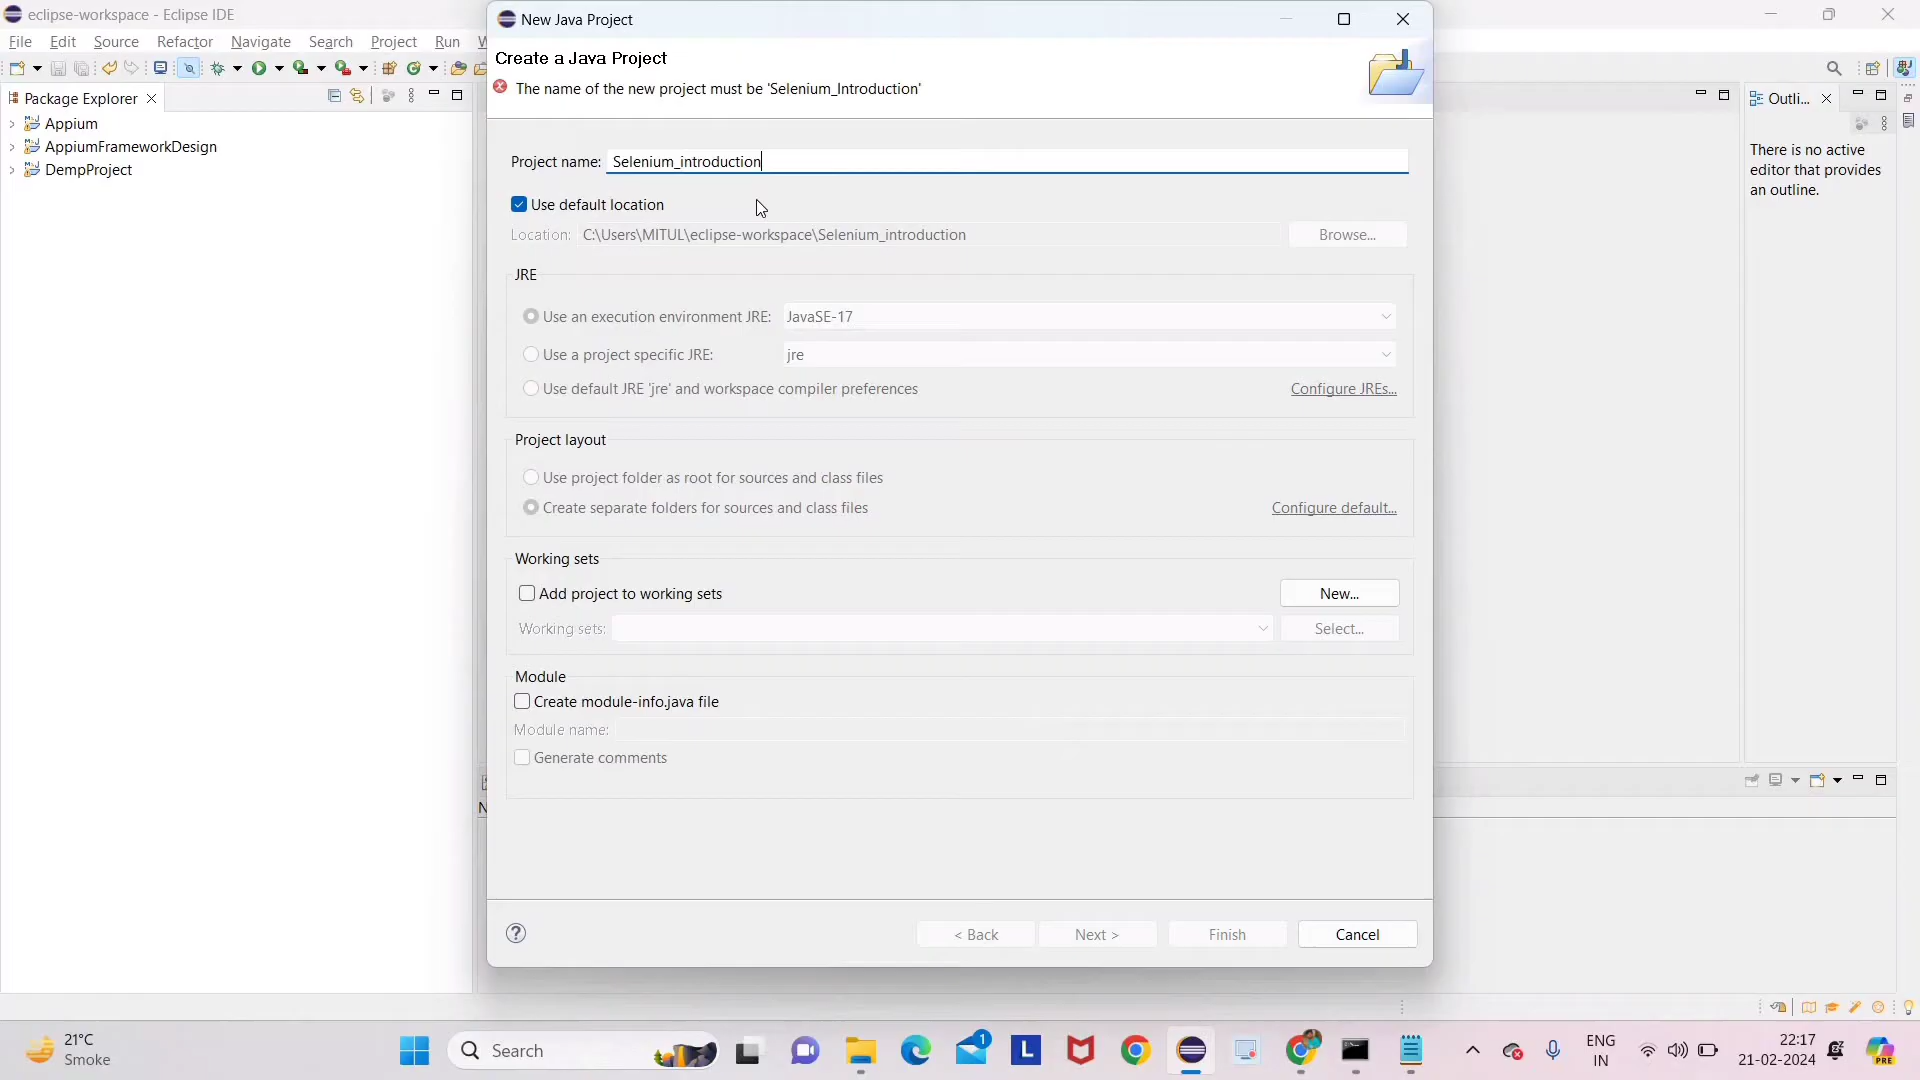 eclipse-workspace - Eclipse IDE
File Edit Source Refactor Navigate Search Project Run
Package Explorer
Appium
AppiumFrameworkDesign
DempProject
New Java Project
Create a Java Project
The name of the new project must be 'Selenium_Introduction'
Project name: Selenium_introduction
Use default location
Location: C:\Users\MITUL\eclipse-workspace\Selenium_introduction Browse...
JRE
Use an execution environment JRE: JavaSE-17
Use a project specific JRE: jre
Use default JRE 'jre' and workspace compiler preferences Configure JREs...
Project layout
Use project folder as root for sources and class files
Create separate folders for sources and class files Configure default...
Working sets
Add project to working sets New...
Working sets: Select...
Module
Create module-info.java file
Module name:
Generate comments
< Back Next > Finish Cancel
Outli...
There is no active
editor that provides
an outline.
21°C
Smoke
Search
1
L
ENG
IN
22:17
21-02-2024
PRE